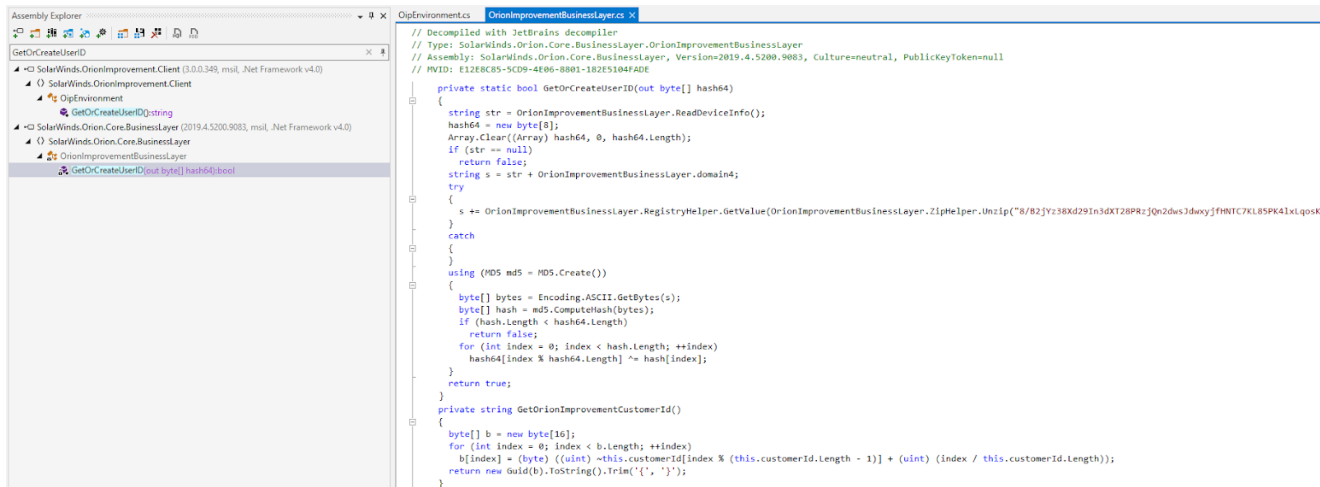 Assembly Explorer
GetOrCreateUserID
SolarWinds.OrionImprovement.Client (3.0.0.349, msil, .Net Framework v4.0)
SolarWinds.OrionImprovement.Client
OipEnvironment
GetOrCreateUserID():string
SolarWinds.Orion.Core.BusinessLayer (2019.4.5200.9083, msil, .Net Framework v4.0)
SolarWinds.Orion.Core.BusinessLayer
OrionImprovementBusinessLayer
GetOrCreateUserID(out byte[] hash64):bool
OipEnvironment.cs
OrionImprovementBusinessLayer.cs
// Decompiled with JetBrains decompiler
// Type: SolarWinds.Orion.Core.BusinessLayer.OrionImprovementBusinessLayer
// Assembly: SolarWinds.Orion.Core.BusinessLayer, Version=2019.4.5200.9083, Culture=neutral, PublicKeyToken=null
// MVID: E12E8C85-5CD9-4E06-8801-182E5104FADE
private static bool GetOrCreateUserID(out byte[] hash64)
{
string str = OrionImprovementBusinessLayer.ReadDeviceInfo();
hash64 = new byte[8];
Array.Clear((Array) hash64, 0, hash64.Length);
if (str == null)
return false;
string s = str + OrionImprovementBusinessLayer.domain4;
try
{
s += OrionImprovementBusinessLayer.RegistryHelper.GetValue(OrionImprovementBusinessLayer.ZipHelper.Unzip("8/B2jYz38Xd29In3dXT28PRzjQn2dwsJdwxyjfHNTC7KL85PK4lxLqosK
}
catch
{
}
using (MD5 md5 = MD5.Create())
{
byte[] bytes = Encoding.ASCII.GetBytes(s);
byte[] hash = md5.ComputeHash(bytes);
if (hash.Length < hash64.Length)
return false;
for (int index = 0; index < hash.Length; ++index)
hash64[index % hash64.Length] ^= hash[index];
}
return true;
}
private string GetOrionImprovementCustomerId()
{
byte[] b = new byte[16];
for (int index = 0; index < b.Length; ++index)
b[index] = (byte) ((uint) ~this.customerId[index % (this.customerId.Length - 1)] + (uint) (index / this.customerId.Length));
return new Guid(b).ToString().Trim('{', '}');
}